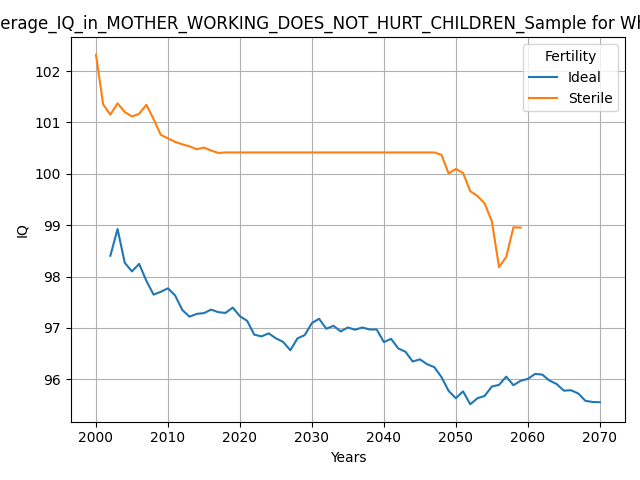 erage_IQ_in_MOTHER_WORKING_DOES_NOT_HURT_CHILDREN_Sample for Wh
Fertility
Ideal
Sterile
102
101
100
99
98
97
96
IQ
2000 2010 2020 2030 2040 2050 2060 2070
Years